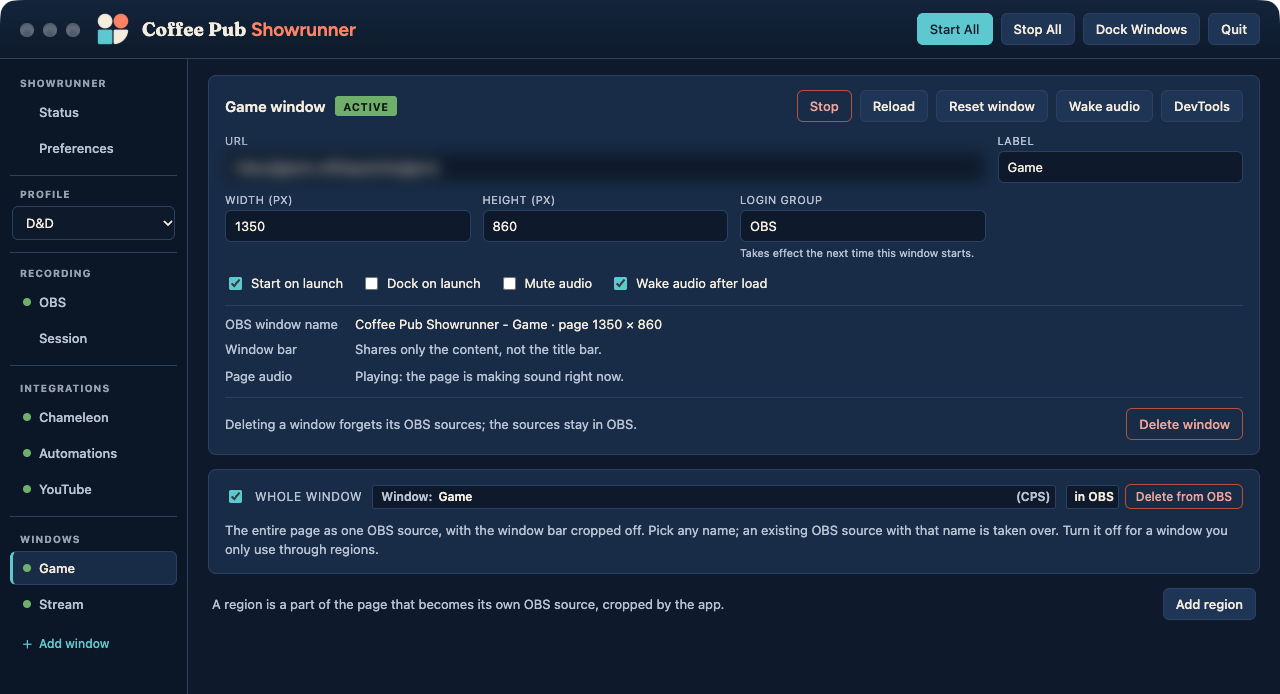 Coffee Pub Showrunner
Start All
Stop All
Dock Windows
Quit
SHOWRUNNER
Status
Preferences
PROFILE
D&D
RECORDING
OBS
Session
INTEGRATIONS
Chameleon
Automations
YouTube
WINDOWS
Game
Stream
+ Add window
Game window ACTIVE
Stop
Reload
Reset window
Wake audio
DevTools
URL
LABEL
Game
WIDTH (PX)
HEIGHT (PX)
LOGIN GROUP
1350
860
OBS
Takes effect the next time this window starts.
Start on launch
Dock on launch
Mute audio
Wake audio after load
OBS window name Coffee Pub Showrunner - Game · page 1350 × 860
Window bar Shares only the content, not the title bar.
Page audio Playing: the page is making sound right now.
Deleting a window forgets its OBS sources; the sources stay in OBS.
Delete window
WHOLE WINDOW
Window: Game (CPS)
in OBS
Delete from OBS
The entire page as one OBS source, with the window bar cropped off. Pick any name; an existing OBS source with that name is taken over. Turn it off for a window you
only use through regions.
A region is a part of the page that becomes its own OBS source, cropped by the app.
Add region